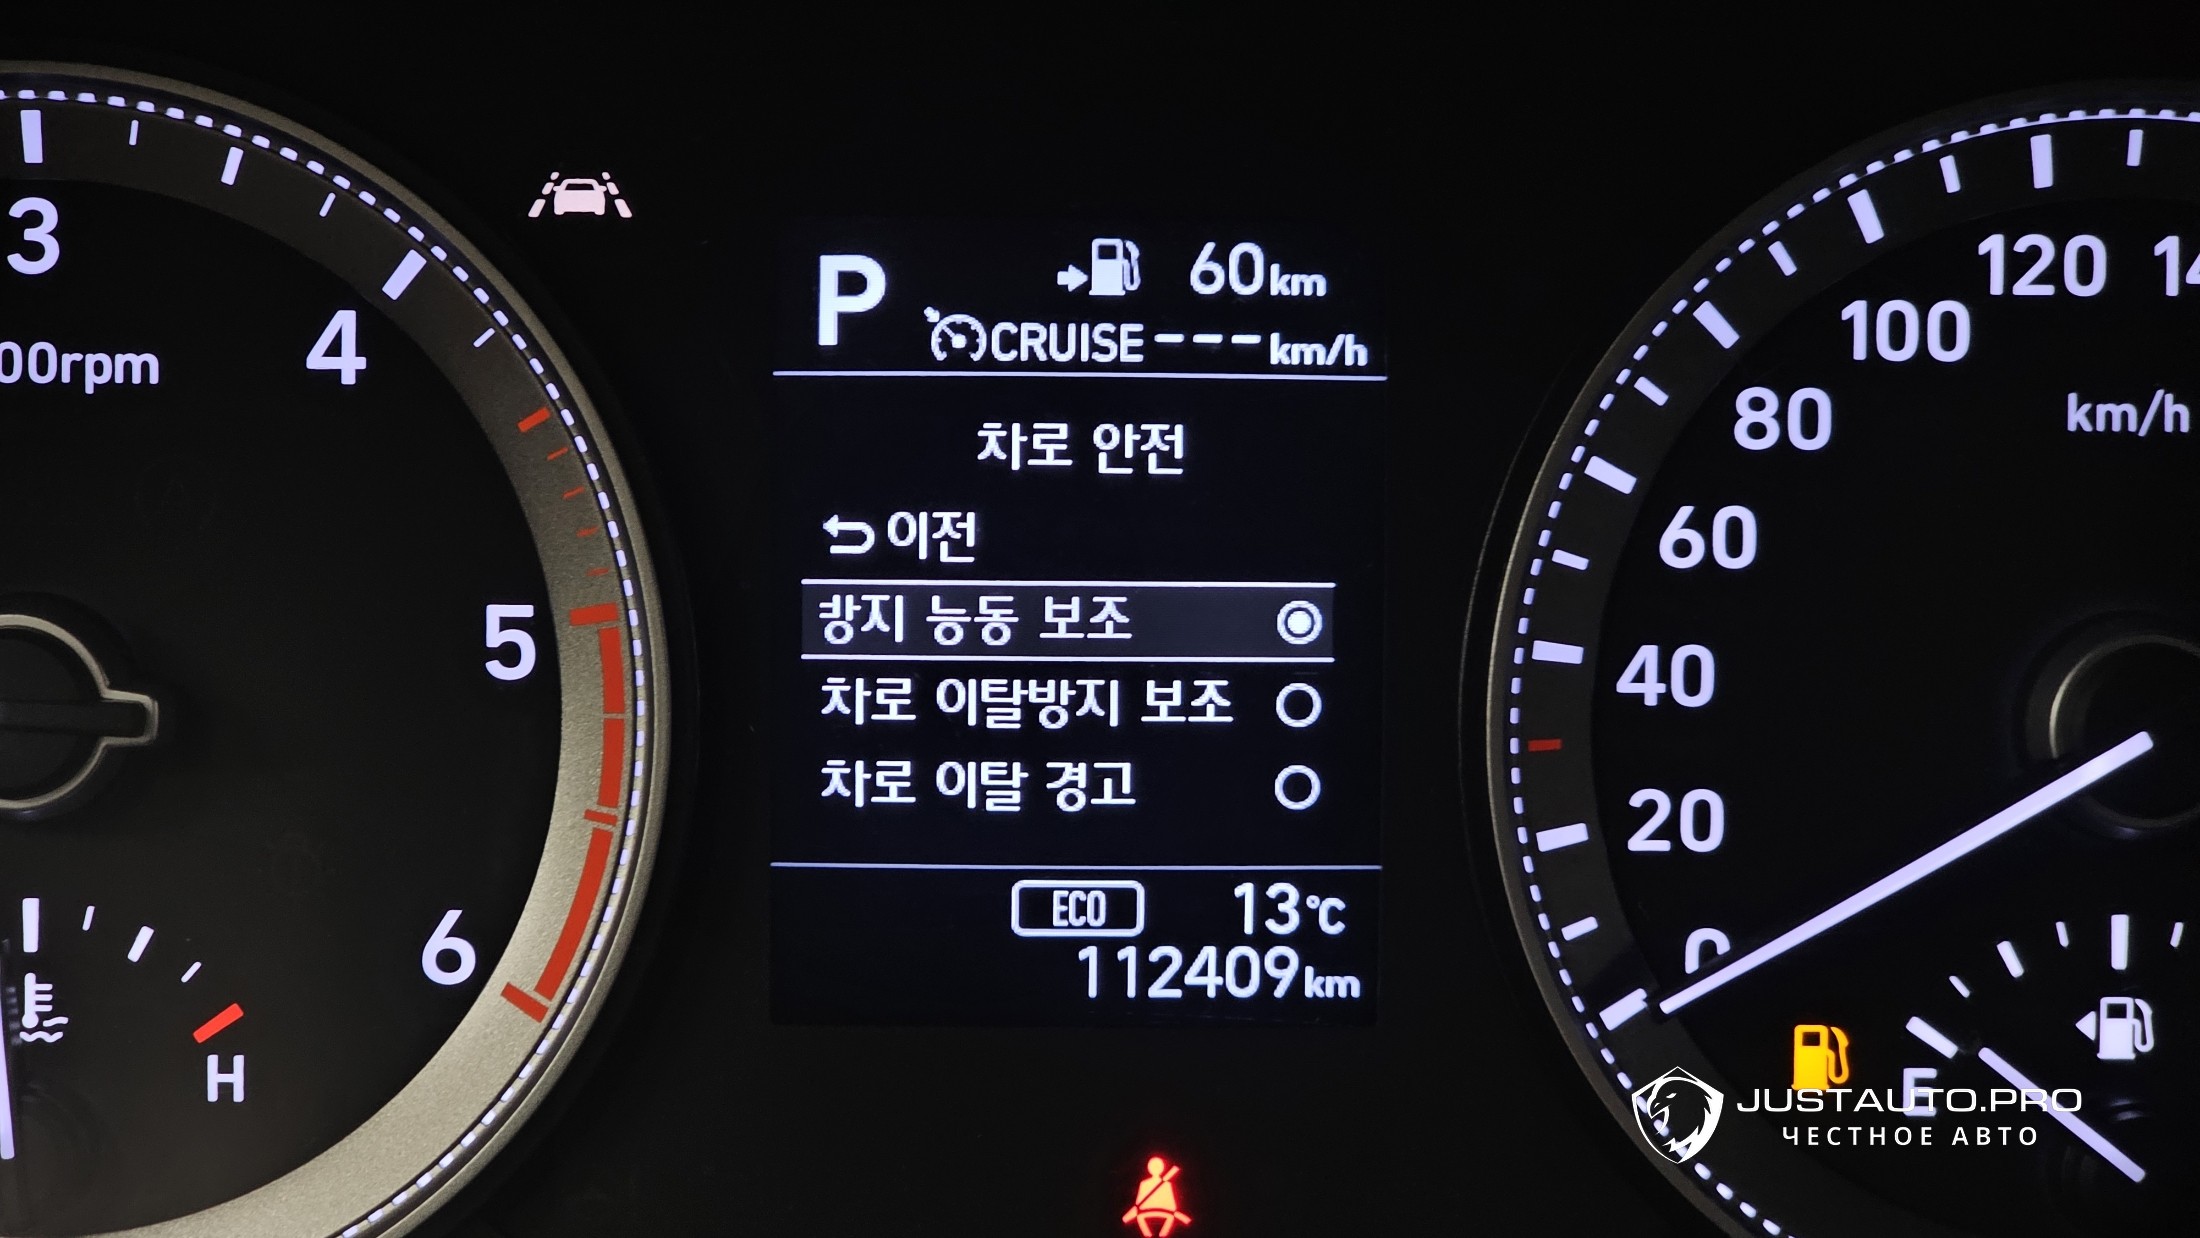 3
4
5
6
00rpm
H
P
60km
CRUISE---km/h
차로 안전
이전
방지 능동 보조
차로 이탈방지 보조
차로 이탈 경고
ECO 13°C
112409km
120
100
80
60
40
20
0
km/h
E
JUSTAUTO.PRO
ЧЕСТНОЕ АВТО